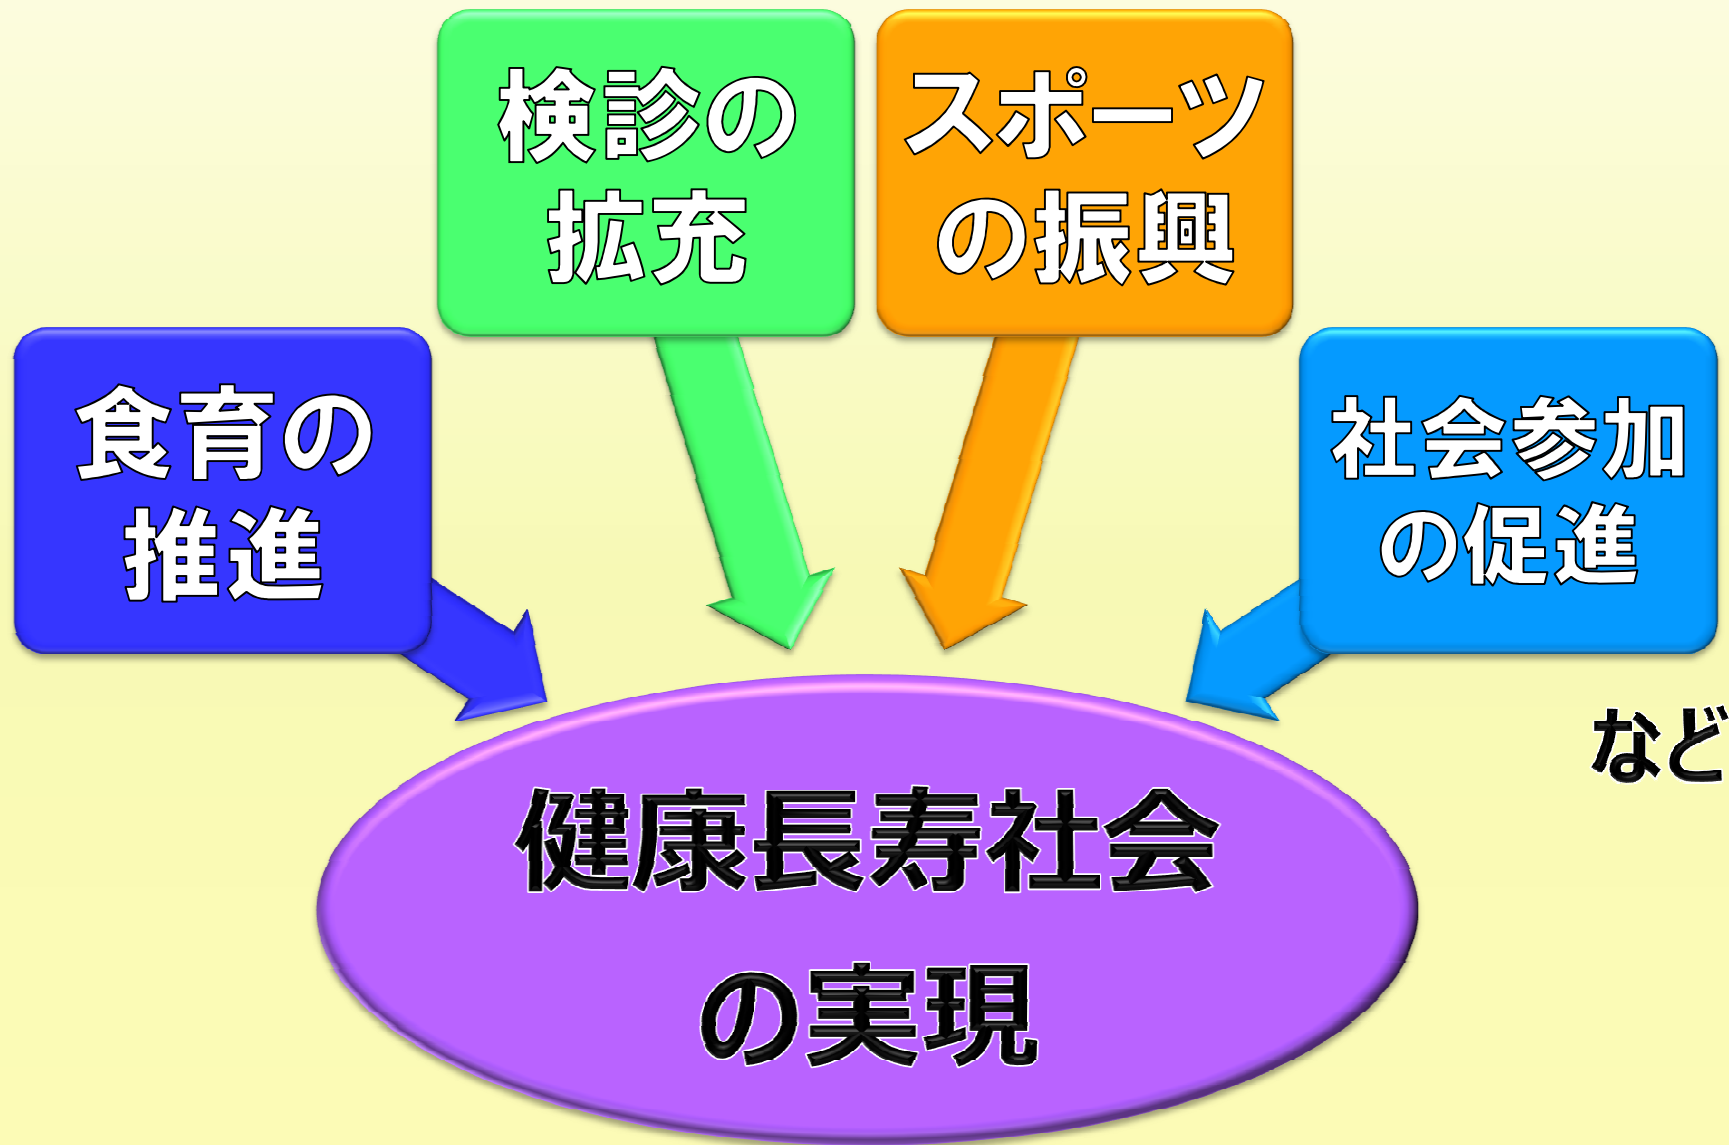 検診の
拡充
スポーツ
の振興
食育の
推進
社会参加
の促進
など
健康長寿社会
の実現